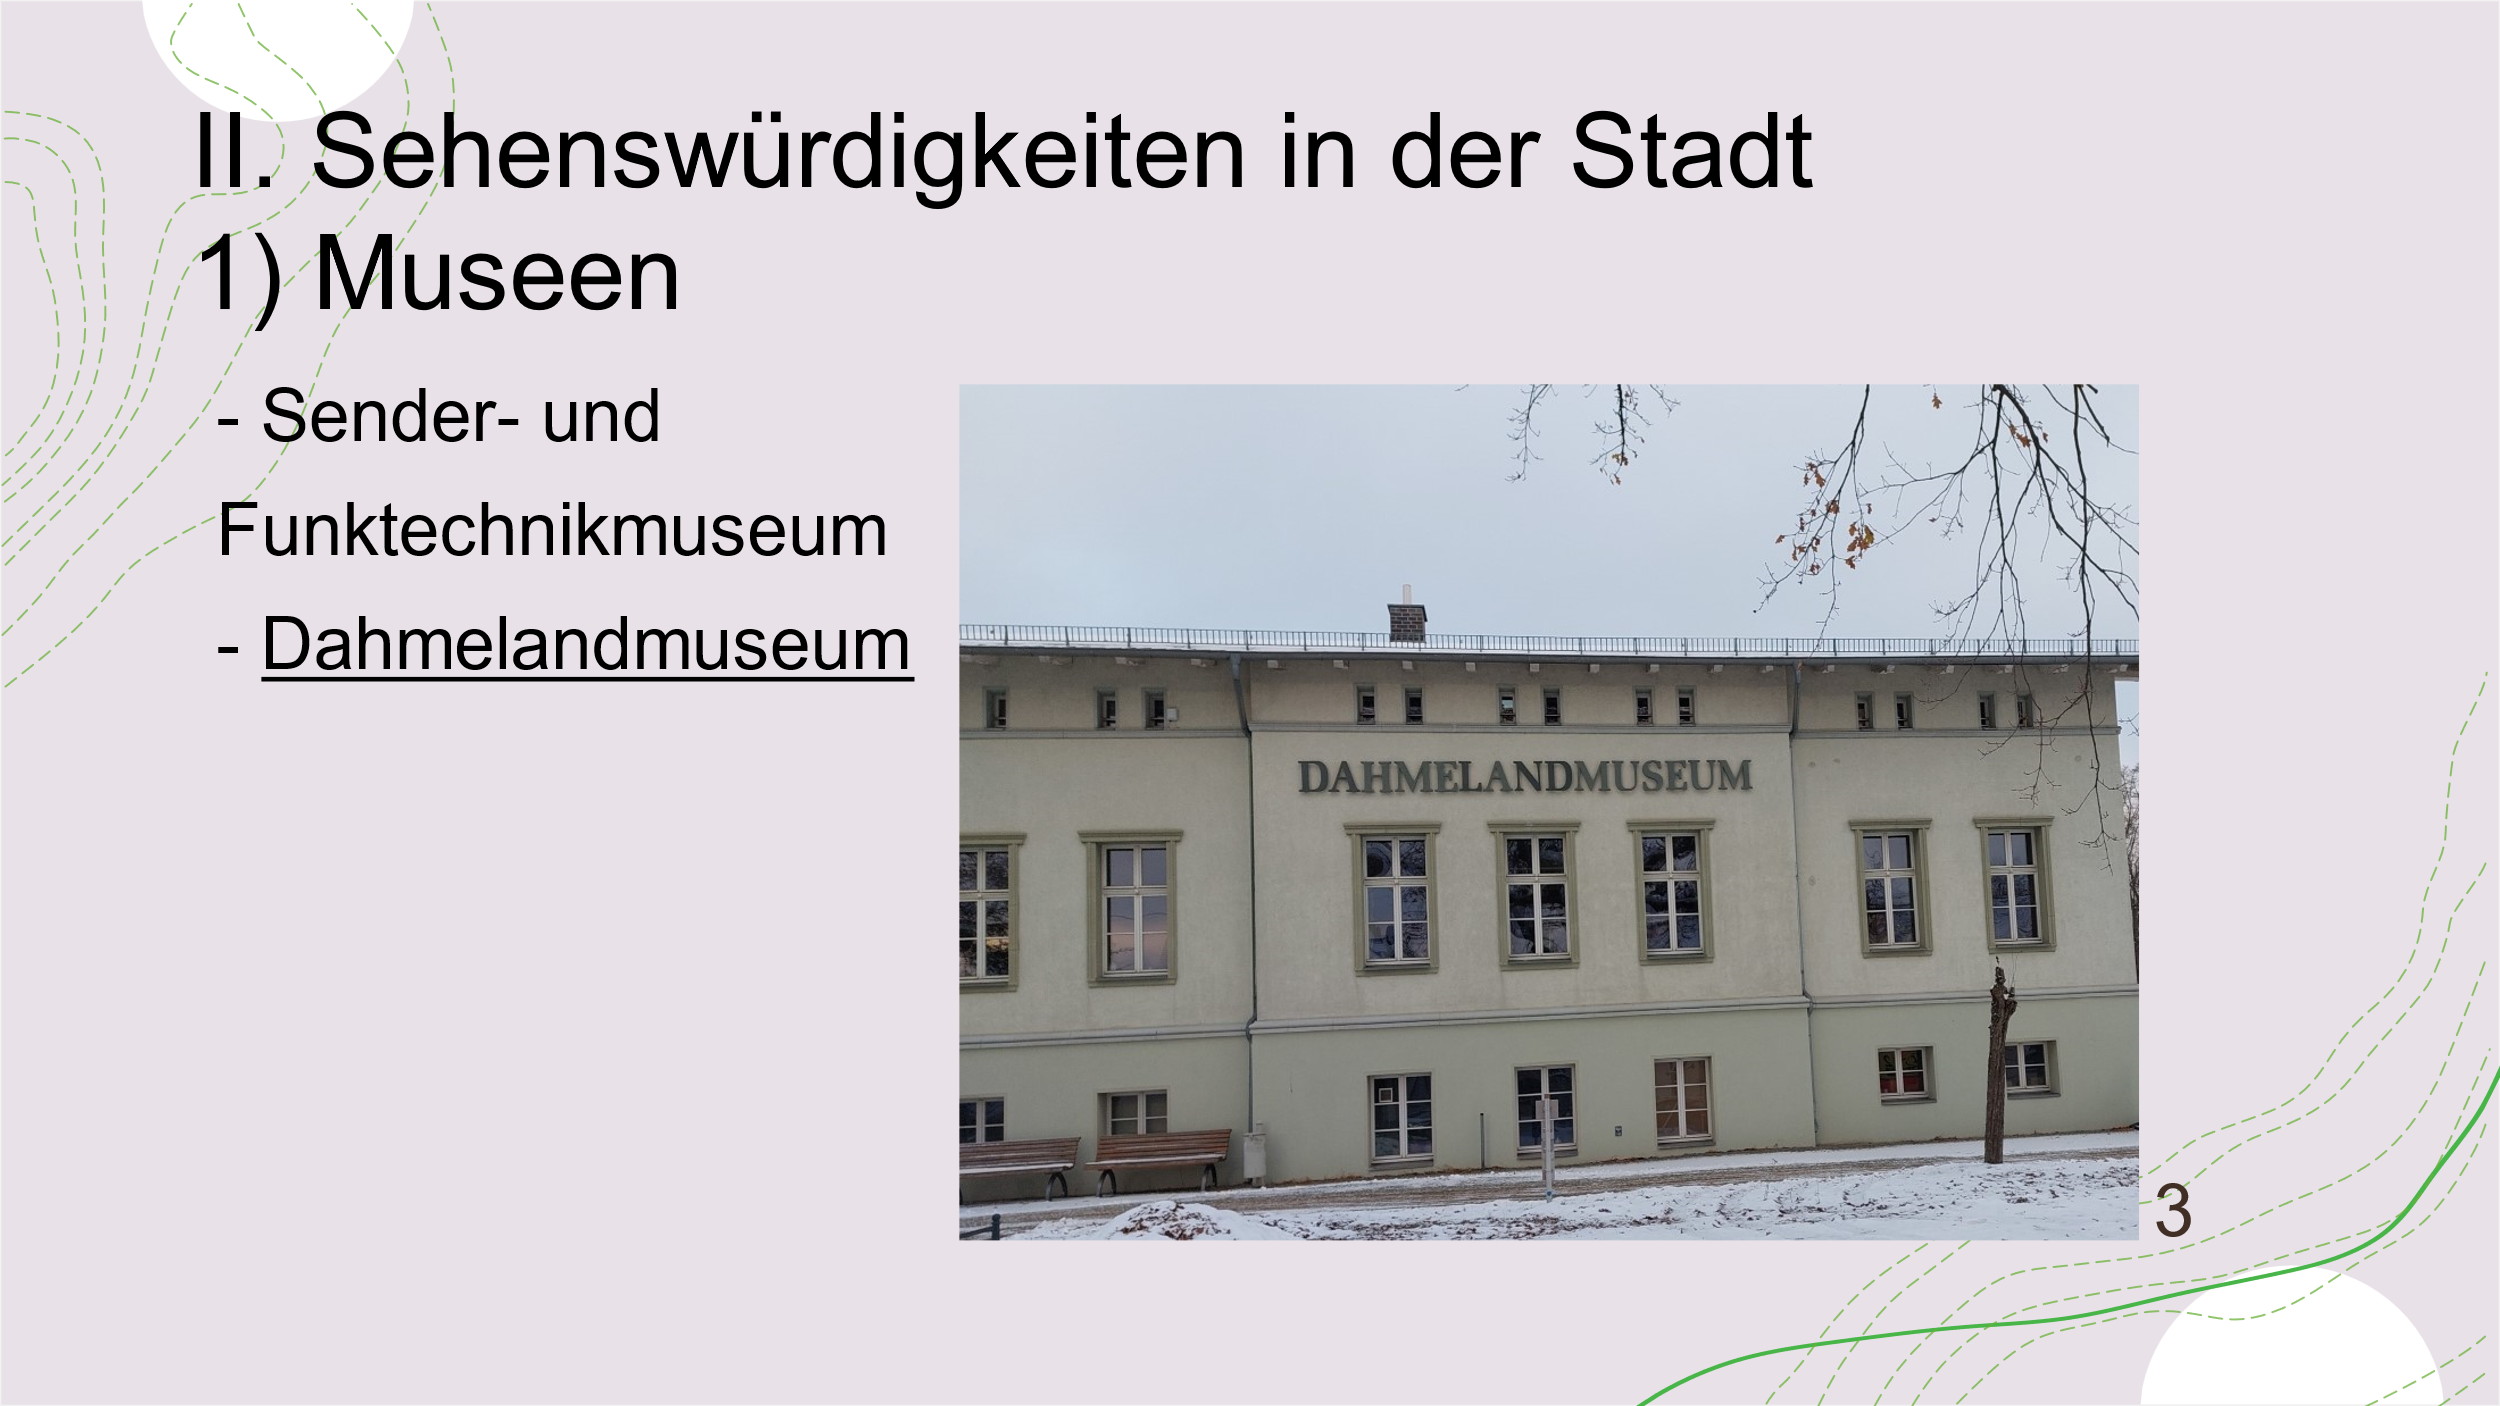 II. Sehenswürdigkeiten in der Stadt
1) Museen
- Sender- und
Funktechnikmuseum
- Dahmelandmuseum
DAHMELANDMUSEUM
3